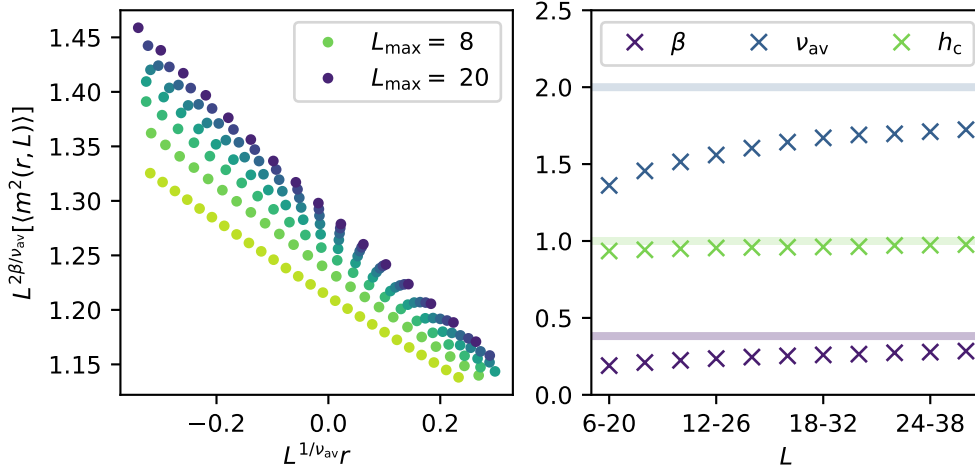 L^{2β/ν_av}[⟨m²(r, L)⟩)]
1.45
1.40
1.35
1.30
1.25
1.20
1.15
L_max = 8
L_max = 20
−0.2
0.0
0.2
L^{1/ν_av}r
2.5
2.0
1.5
1.0
0.5
0.0
β
ν_av
h_c
6-20
12-26
18-32
24-38
L